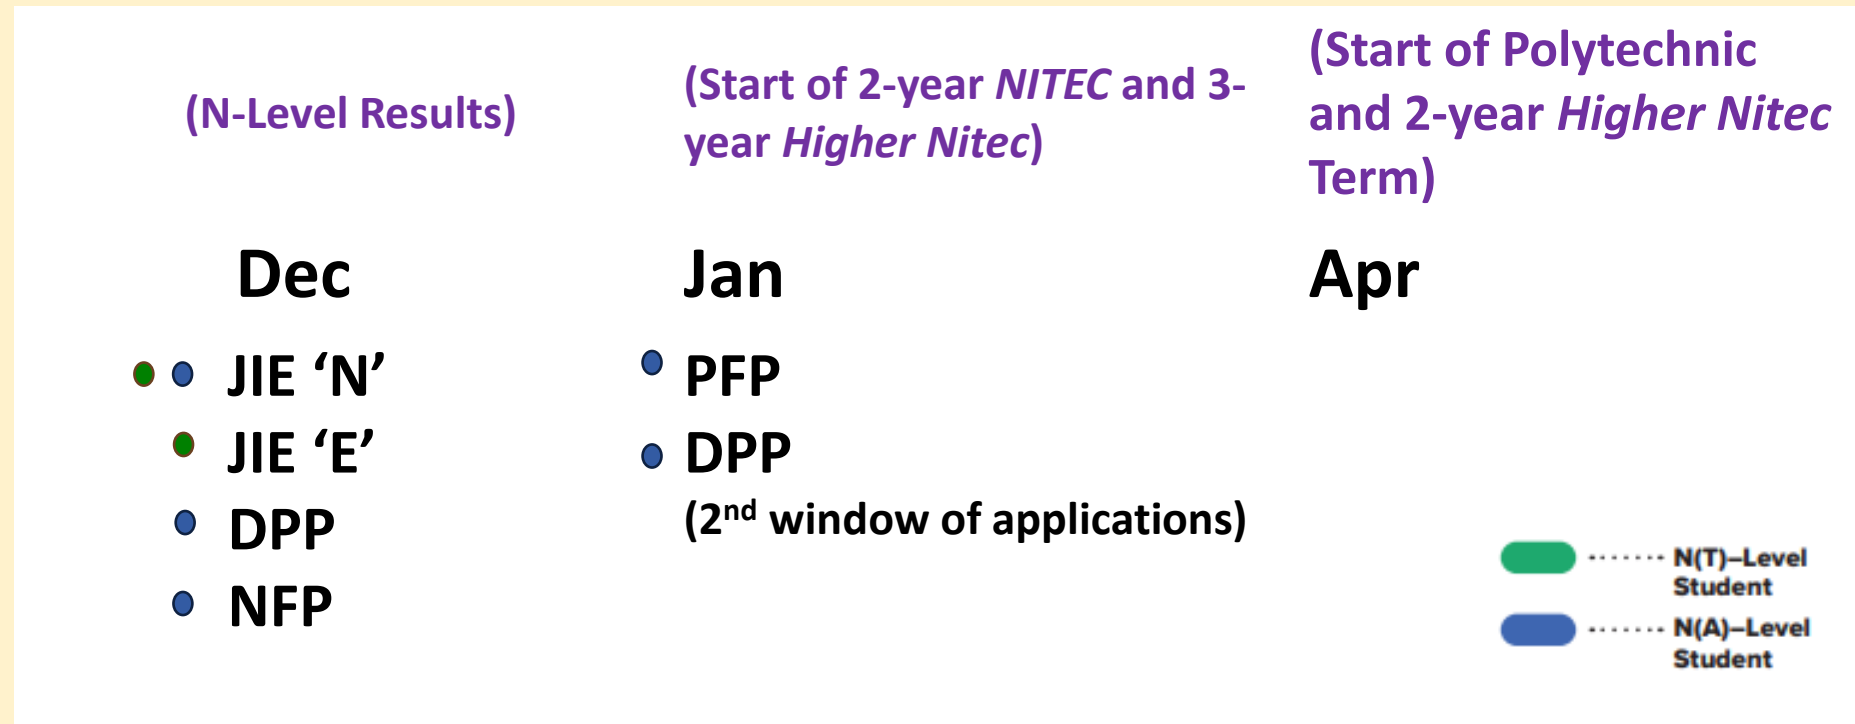 (N-Level Results)
(Start of 2-year NITEC and 3-
year Higher Nitec)
(Start of Polytechnic
and 2-year Higher Nitec
Term)
Dec
Jan
Apr
JIE ‘N’
JIE ‘E’
DPP
NFP
PFP
DPP
(2nd window of applications)
N(T)–Level
Student
N(A)–Level
Student